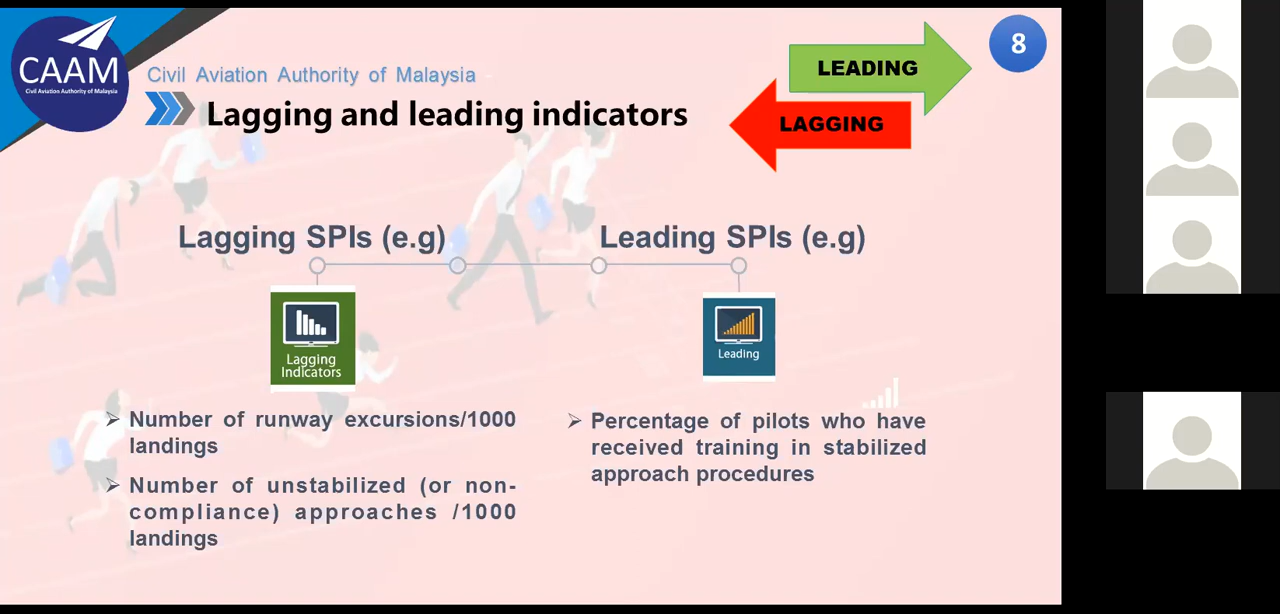 CAAM
Civil Aviation Authority of Malaysia
Civil Aviation Authority of Malaysia
Lagging and leading indicators
LEADING
LAGGING
8
Lagging SPIs (e.g)
Leading SPIs (e.g)
Lagging
Indicators
Leading
Number of runway excursions/1000
landings
Number of unstabilized (or non-
compliance) approaches /1000
landings
Percentage of pilots who have
received training in stabilized
approach procedures